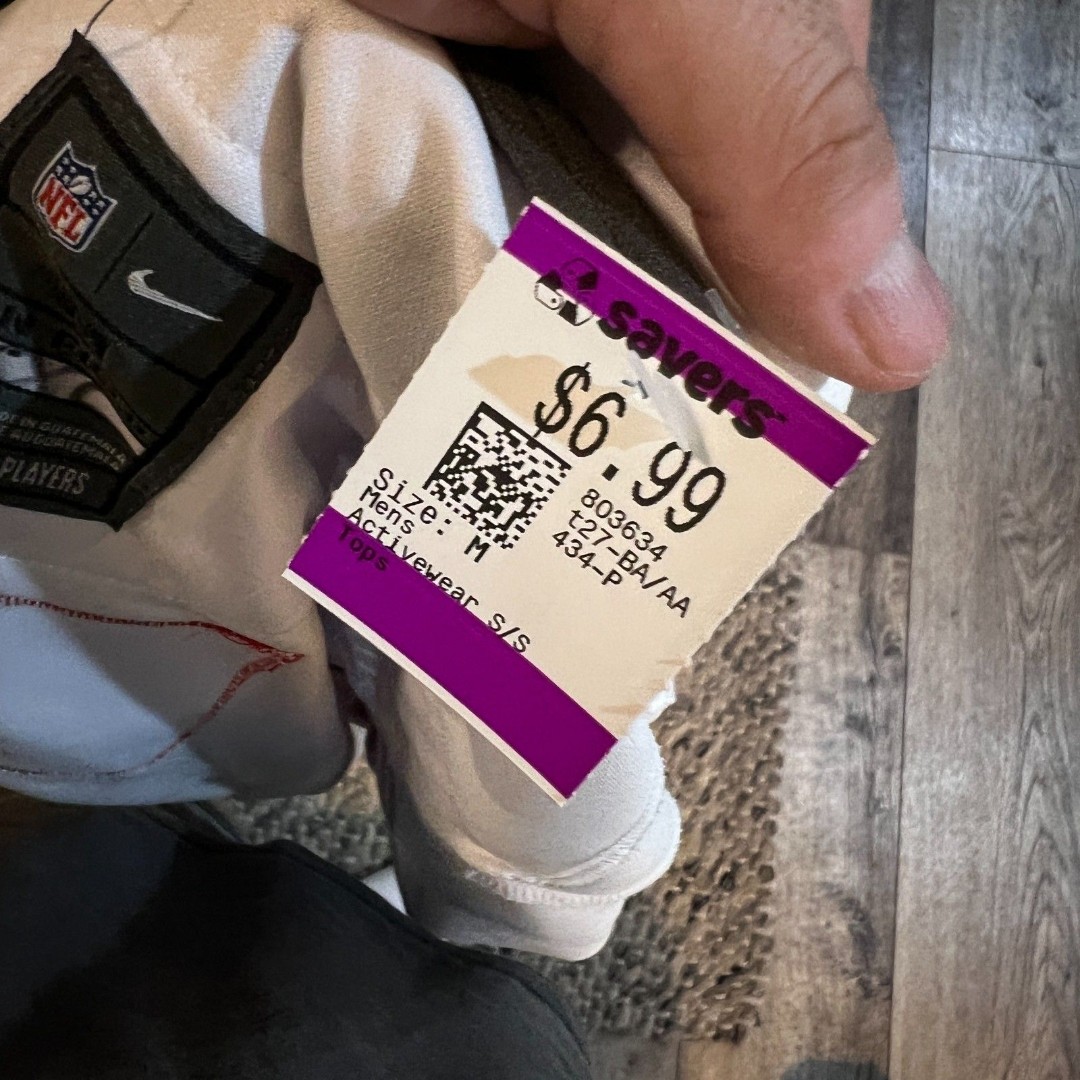 NFL
PLAYERS
savers
$6.99
803634
t27-BA/AA
434-P
Size: M
Mens
Activewear S/S
Tops